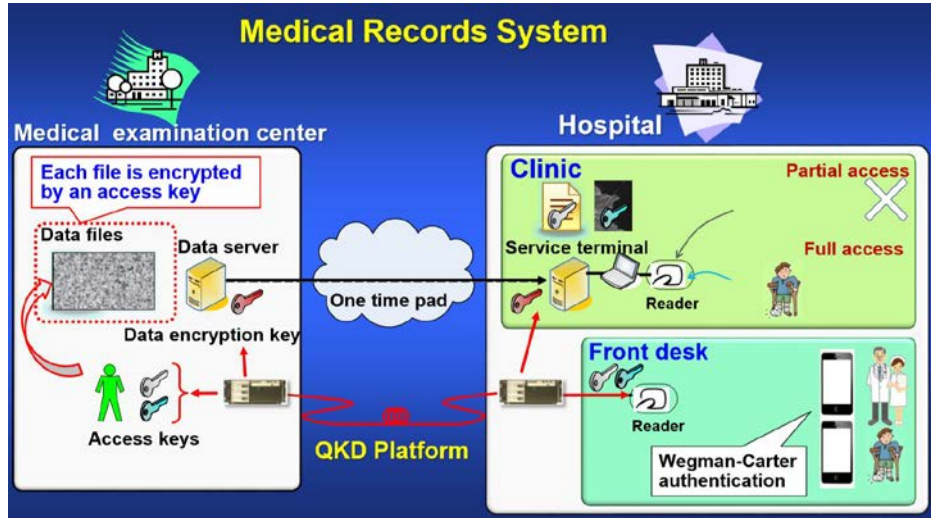 Medical Records System
Medical examination center
Hospital
Each file is encrypted
by an access key
Data files
Data server
Data encryption key
Access keys
One time pad
QKD Platform
Clinic
Partial access
Service terminal
Full access
Reader
Front desk
Reader
Wegman-Carter
authentication